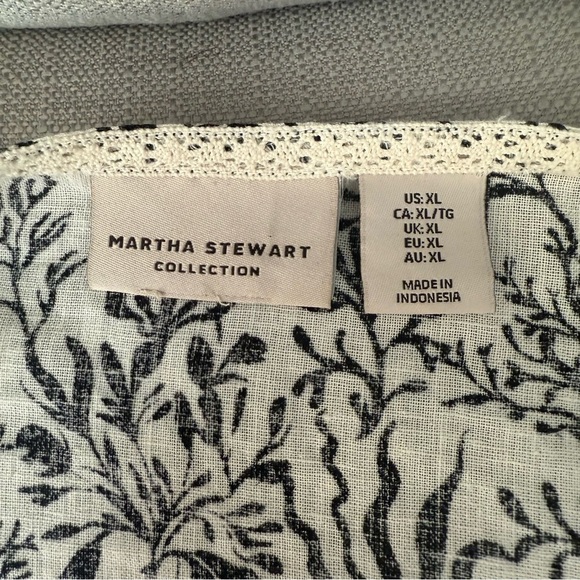 MARTHA STEWART
COLLECTION
US: XL
CA: XL/TG
UK: XL
EU: XL
AU: XL
MADE IN
INDONESIA